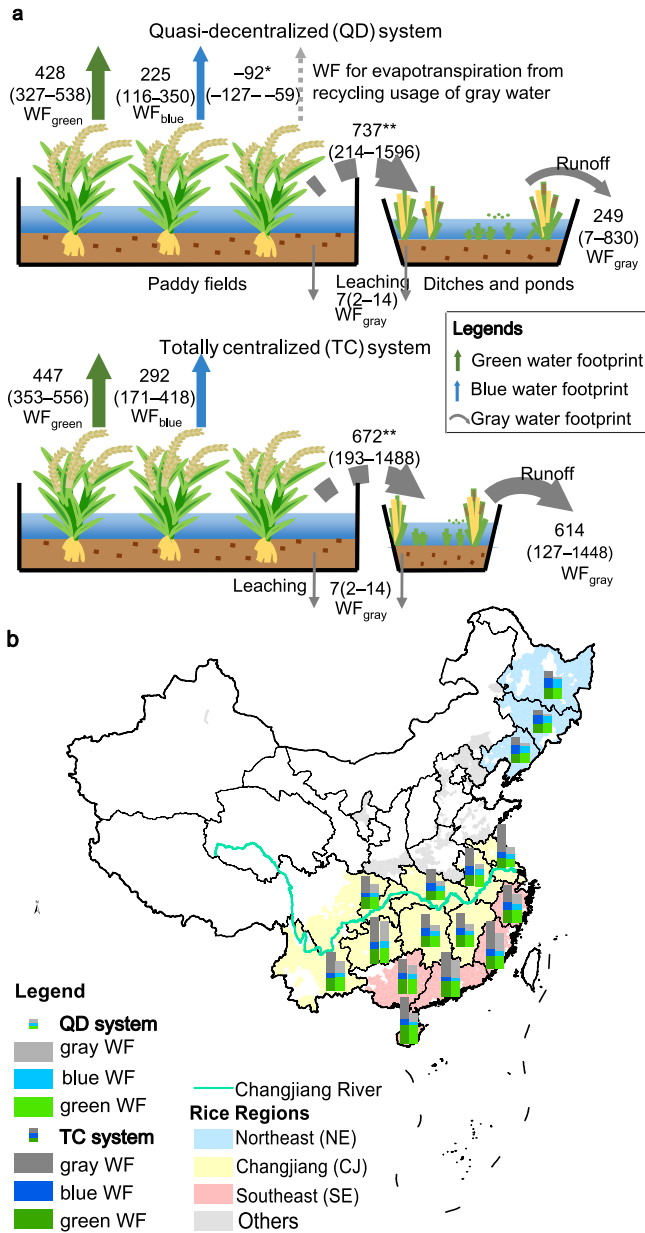 a
Quasi-decentralized (QD) system
428
(327–538)
WFgreen
225
(116–350)
WFblue
–92*
(–127– –59)
WF for evapotranspiration from
recycling usage of gray water
737**
(214–1596)
Runoff
249
(7–830)
WFgray
Paddy fields
Leaching
7(2–14)
WFgray
Ditches and ponds
Legends
Green water footprint
Blue water footprint
Gray water footprint
Totally centralized (TC) system
447
(353–556)
WFgreen
292
(171–418)
WFblue
672**
(193–1488)
Runoff
614
(127–1448)
WFgray
Leaching
7(2–14)
WFgray
b
N
Legend
QD system
gray WF
blue WF
green WF
TC system
gray WF
blue WF
green WF
Changjiang River
Rice Regions
Northeast (NE)
Changjiang (CJ)
Southeast (SE)
Others